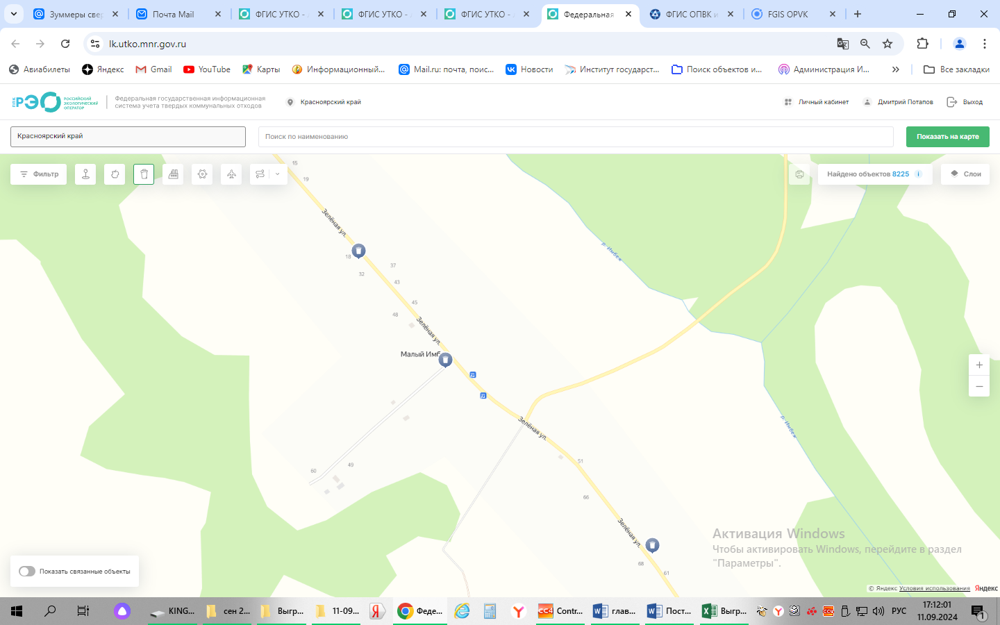 Зуммеры свер
Почта Mail
ФГИС УТКО -
ФГИС УТКО -
ФГИС УТКО -
Федеральная
ФГИС ОПВК и
FGIS OPVK
lk.utko.mnr.gov.ru
Авиабилеты
Яндекс
Gmail
YouTube
Карты
Информационный...
Mail.ru: почта, поис...
Новости
Институт государст...
Поиск объектов и...
Администрация И...
Все закладки
ППК РЭО РОССИЙСКИЙ
ЭКОЛОГИЧЕСКИЙ
ОПЕРАТОР
Федеральная государственная информационная
система учета твердых коммунальных отходов
Красноярский край
Личный кабинет
Дмитрий Потапов
Выход
Красноярский край
Поиск по наименованию
Показать на карте
Фильтр
Найдено объектов 8225
Слои
15
19
Зелёная ул.
18
32
37
43
45
48
Зелёная ул.
Малый Имб
р. Имбеж
Зелёная ул.
р. Имбеж
51
49
60
66
Зелёная ул.
68
61
Активация Windows
Чтобы активировать Windows, перейдите в раздел
"Параметры".
Показать связанные объекты
© Яндекс Условия использования Яндекс
KING...
сен 2...
Выгр...
11-09...
Феде...
Contr...
глав...
Пост...
Выгр...
РУС
17:12:01
11.09.2024
1